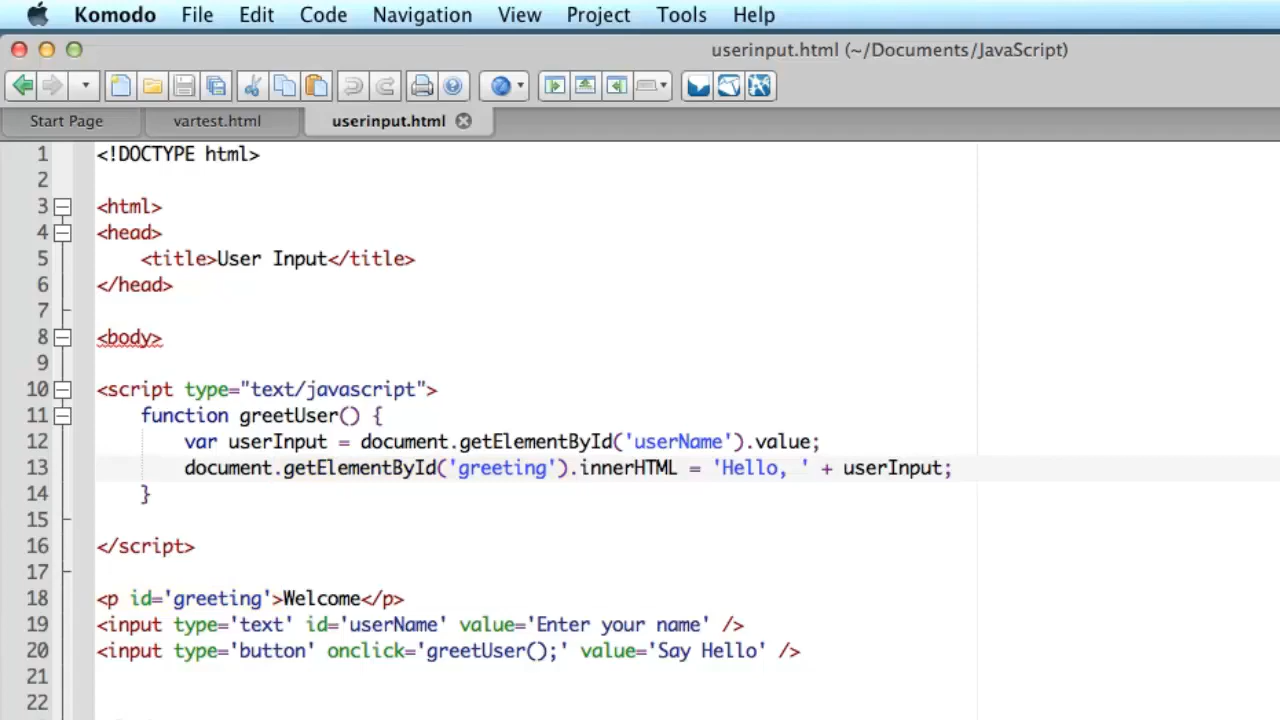 Komodo File Edit Code Navigation View Project Tools Help
userinput.html (~/Documents/JavaScript)
Start Page vartest.html userinput.html
1 <!DOCTYPE html>
2
3 <html>
4 <head>
5 <title>User Input</title>
6 </head>
7
8 <body>
9
10 <script type="text/javascript">
11 function greetUser() {
12 var userInput = document.getElementById('userName').value;
13 document.getElementById('greeting').innerHTML = 'Hello, ' + userInput;
14 }
15
16 </script>
17
18 <p id='greeting'>Welcome</p>
19 <input type='text' id='userName' value='Enter your name' />
20 <input type='button' onclick='greetUser();' value='Say Hello' />
21
22